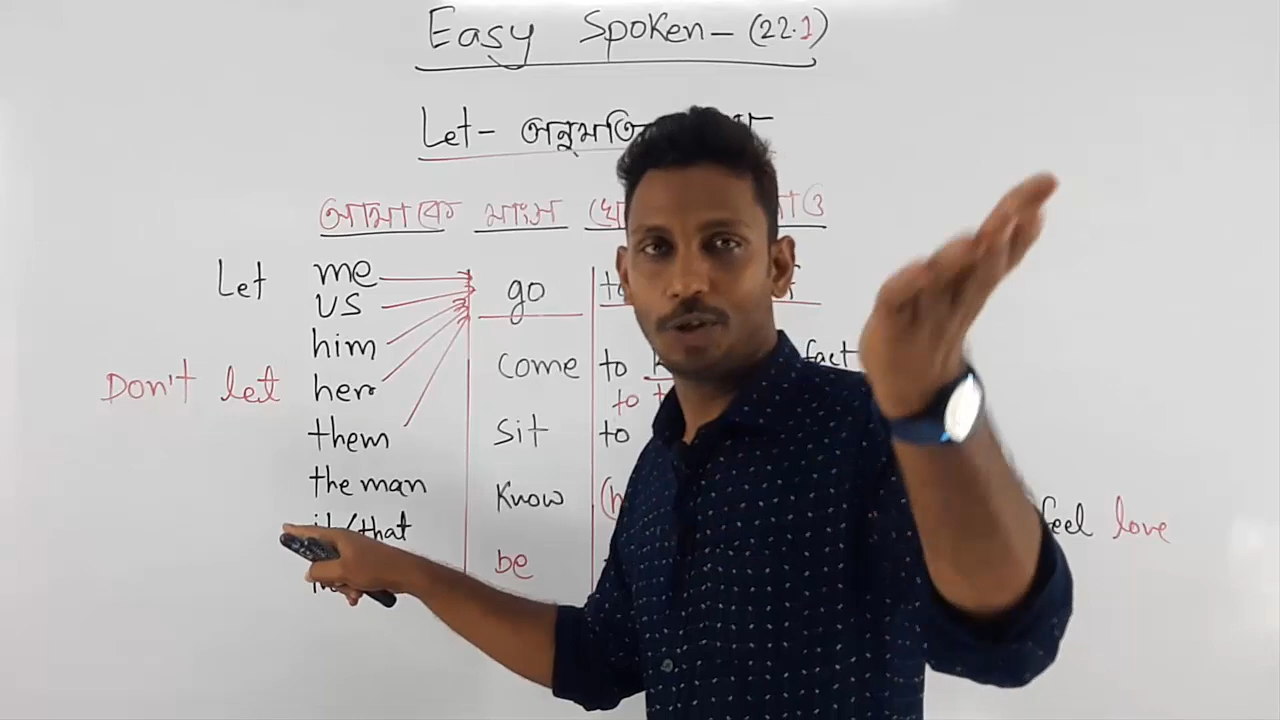 Easy Spoken - (22.1)
Let - অনুমতি
আমাকে মাংস
Let me go
us
him come to fact
Don't let her to
them sit to
the man know
it/that feel love
be